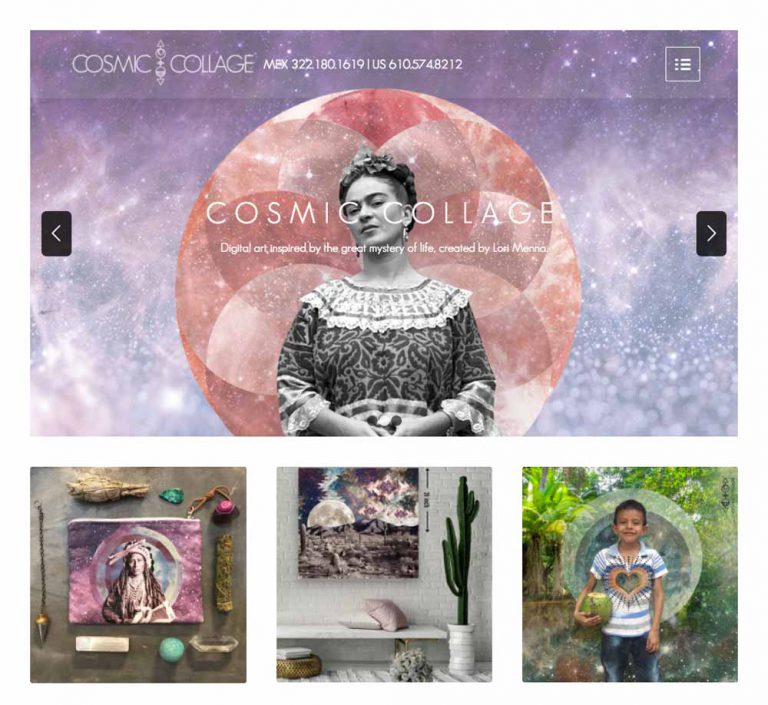 COSMIC COLLAGE MEX 322.180.1619 | US 610.574.8212
COSMIC COLLAGE
Digital art inspired by the great mystery of life, created by Lori Menna.